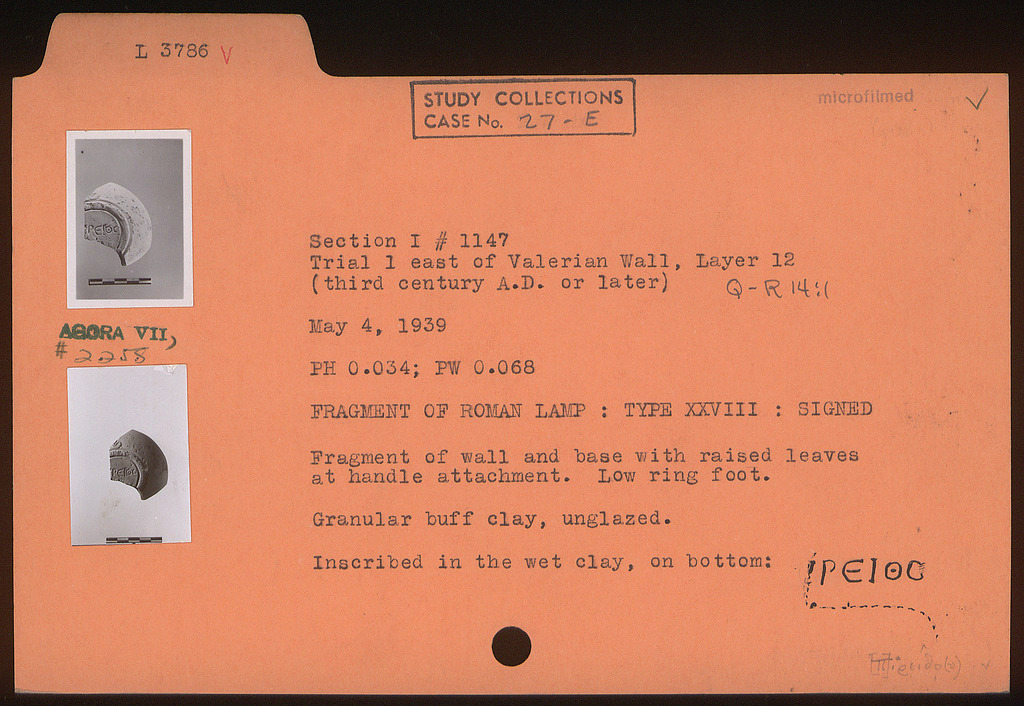 L 3786 V
STUDY COLLECTIONS
CASE No. 27-E
microfilmed
ΡΕΙΟC
AGORA VII,
# 2258
ΡΕΙΟC
Section I # 1147
Trial 1 east of Valerian Wall, Layer 12
(third century A.D. or later) Q-R 14:1
May 4, 1939
PH 0.034; PW 0.068
FRAGMENT OF ROMAN LAMP : TYPE XXVIII : SIGNED
Fragment of wall and base with raised leaves
at handle attachment. Low ring foot.
Granular buff clay, unglazed.
Inscribed in the wet clay, on bottom: ΡЄΙΘC